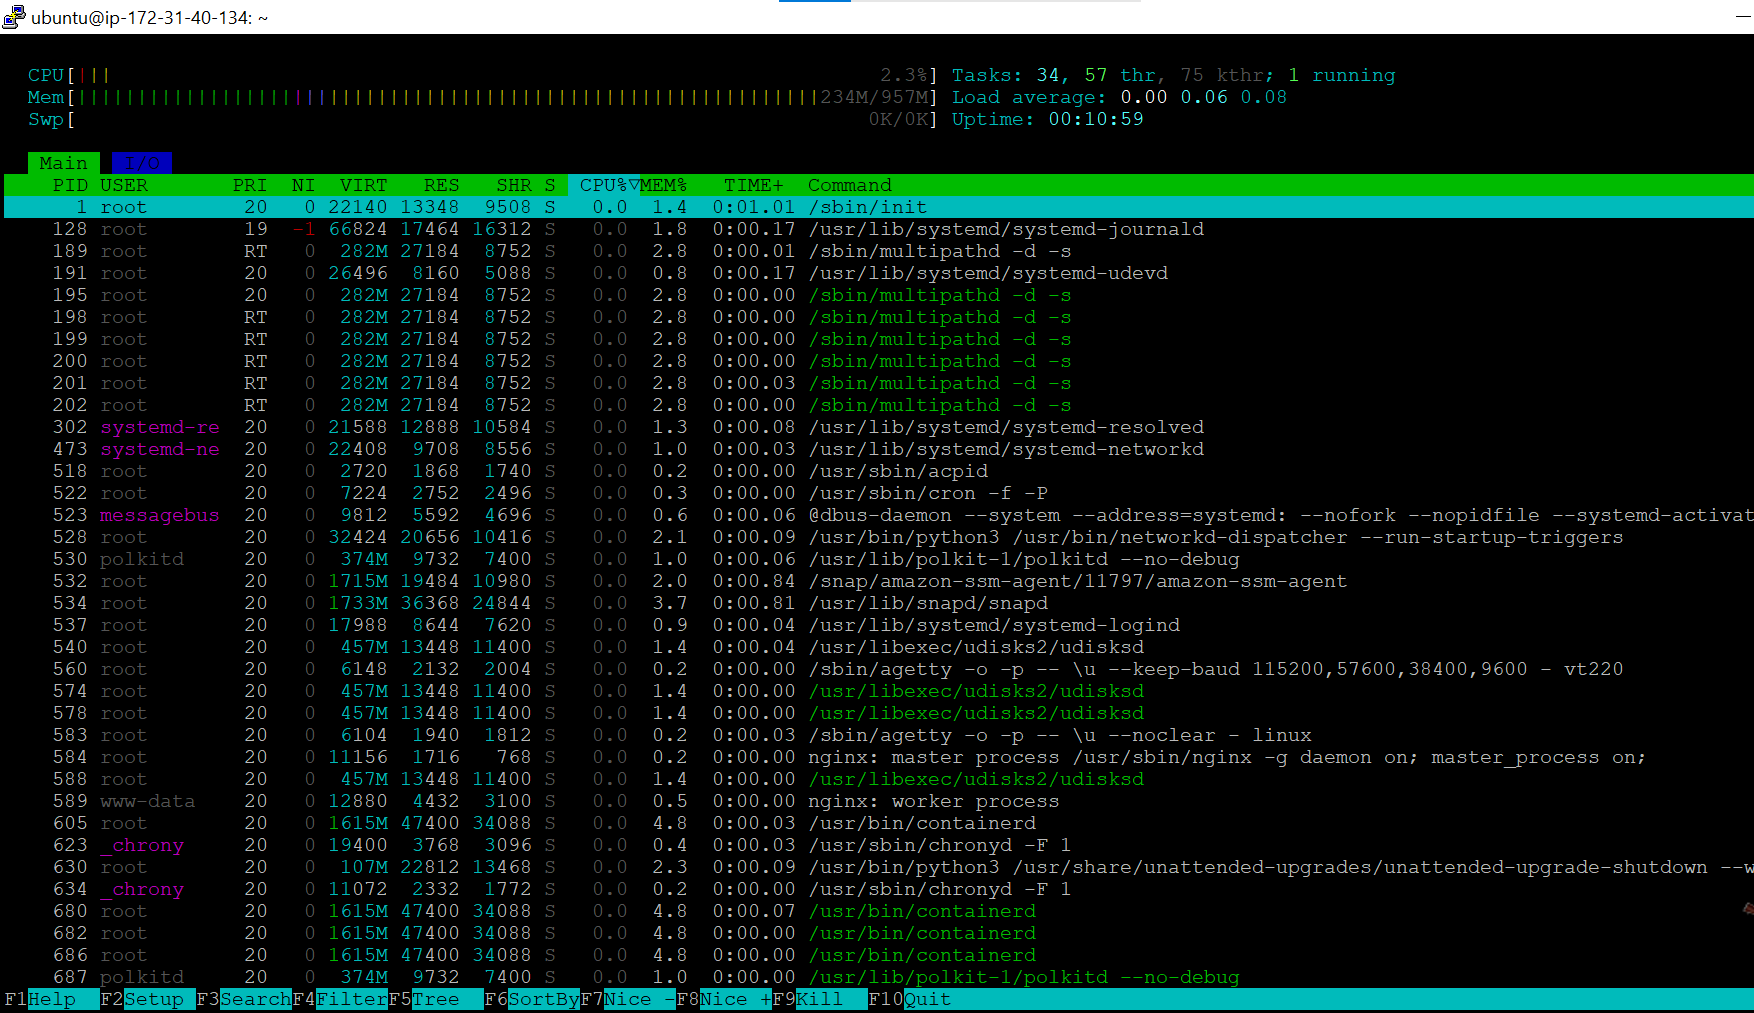 ubuntu@ip-172-31-40-134: ~
CPU[||| 2.3%] Tasks: 34, 57 thr, 75 kthr; 1 running
Mem[||||||||||||||||||||||||||||||||||||||||||||||||||||||||||||||234M/957M] Load average: 0.00 0.06 0.08
Swp[ 0K/0K] Uptime: 00:10:59
Main I/O
PID USER PRI NI VIRT RES SHR S CPU%▽MEM% TIME+ Command
1 root 20 0 22140 13348 9508 S 0.0 1.4 0:01.01 /sbin/init
128 root 19 -1 66824 17464 16312 S 0.0 1.8 0:00.17 /usr/lib/systemd/systemd-journald
189 root RT 0 282M 27184 8752 S 0.0 2.8 0:00.01 /sbin/multipathd -d -s
191 root 20 0 26496 8160 5088 S 0.0 0.8 0:00.17 /usr/lib/systemd/systemd-udevd
195 root 20 0 282M 27184 8752 S 0.0 2.8 0:00.00 /sbin/multipathd -d -s
198 root RT 0 282M 27184 8752 S 0.0 2.8 0:00.00 /sbin/multipathd -d -s
199 root RT 0 282M 27184 8752 S 0.0 2.8 0:00.00 /sbin/multipathd -d -s
200 root RT 0 282M 27184 8752 S 0.0 2.8 0:00.00 /sbin/multipathd -d -s
201 root RT 0 282M 27184 8752 S 0.0 2.8 0:00.03 /sbin/multipathd -d -s
202 root RT 0 282M 27184 8752 S 0.0 2.8 0:00.00 /sbin/multipathd -d -s
302 systemd-re 20 0 21588 12888 10584 S 0.0 1.3 0:00.08 /usr/lib/systemd/systemd-resolved
473 systemd-ne 20 0 22408 9708 8556 S 0.0 1.0 0:00.03 /usr/lib/systemd/systemd-networkd
518 root 20 0 2720 1868 1740 S 0.0 0.2 0:00.00 /usr/sbin/acpid
522 root 20 0 7224 2752 2496 S 0.0 0.3 0:00.00 /usr/sbin/cron -f -P
523 messagebus 20 0 9812 5592 4696 S 0.0 0.6 0:00.06 @dbus-daemon --system --address=systemd: --nofork --nopidfile --systemd-activat
528 root 20 0 32424 20656 10416 S 0.0 2.1 0:00.09 /usr/bin/python3 /usr/bin/networkd-dispatcher --run-startup-triggers
530 polkitd 20 0 374M 9732 7400 S 0.0 1.0 0:00.06 /usr/lib/polkit-1/polkitd --no-debug
532 root 20 0 1715M 19484 10980 S 0.0 2.0 0:00.84 /snap/amazon-ssm-agent/11797/amazon-ssm-agent
534 root 20 0 1733M 36368 24844 S 0.0 3.7 0:00.81 /usr/lib/snapd/snapd
537 root 20 0 17988 8644 7620 S 0.0 0.9 0:00.04 /usr/lib/systemd/systemd-logind
540 root 20 0 457M 13448 11400 S 0.0 1.4 0:00.04 /usr/libexec/udisks2/udisksd
560 root 20 0 6148 2132 2004 S 0.0 0.2 0:00.00 /sbin/agetty -o -p -- \u --keep-baud 115200,57600,38400,9600 - vt220
574 root 20 0 457M 13448 11400 S 0.0 1.4 0:00.00 /usr/libexec/udisks2/udisksd
578 root 20 0 457M 13448 11400 S 0.0 1.4 0:00.00 /usr/libexec/udisks2/udisksd
583 root 20 0 6104 1940 1812 S 0.0 0.2 0:00.03 /sbin/agetty -o -p -- \u --noclear - linux
584 root 20 0 11156 1716 768 S 0.0 0.2 0:00.00 nginx: master process /usr/sbin/nginx -g daemon on; master_process on;
588 root 20 0 457M 13448 11400 S 0.0 1.4 0:00.00 /usr/libexec/udisks2/udisksd
589 www-data 20 0 12880 4432 3100 S 0.0 0.5 0:00.00 nginx: worker process
605 root 20 0 1615M 47400 34088 S 0.0 4.8 0:00.03 /usr/bin/containerd
623 _chrony 20 0 19400 3768 3096 S 0.0 0.4 0:00.03 /usr/sbin/chronyd -F 1
630 root 20 0 107M 22812 13468 S 0.0 2.3 0:00.09 /usr/bin/python3 /usr/share/unattended-upgrades/unattended-upgrade-shutdown --w
634 _chrony 20 0 11072 2332 1772 S 0.0 0.2 0:00.00 /usr/sbin/chronyd -F 1
680 root 20 0 1615M 47400 34088 S 0.0 4.8 0:00.07 /usr/bin/containerd
682 root 20 0 1615M 47400 34088 S 0.0 4.8 0:00.00 /usr/bin/containerd
686 root 20 0 1615M 47400 34088 S 0.0 4.8 0:00.00 /usr/bin/containerd
687 polkitd 20 0 374M 9732 7400 S 0.0 1.0 0:00.00 /usr/lib/polkit-1/polkitd --no-debug
F1Help F2Setup F3SearchF4FilterF5Tree F6SortByF7Nice -F8Nice +F9Kill F10Quit